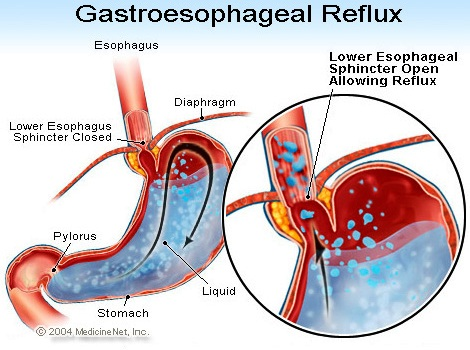 Gastroesophageal Reflux
Esophagus
Lower Esophageal
Sphincter Open
Allowing Reflux
Diaphragm
Lower Esophagus
Sphincter Closed
Pylorus
Liquid
Stomach
© 2004 MedicineNet, Inc.